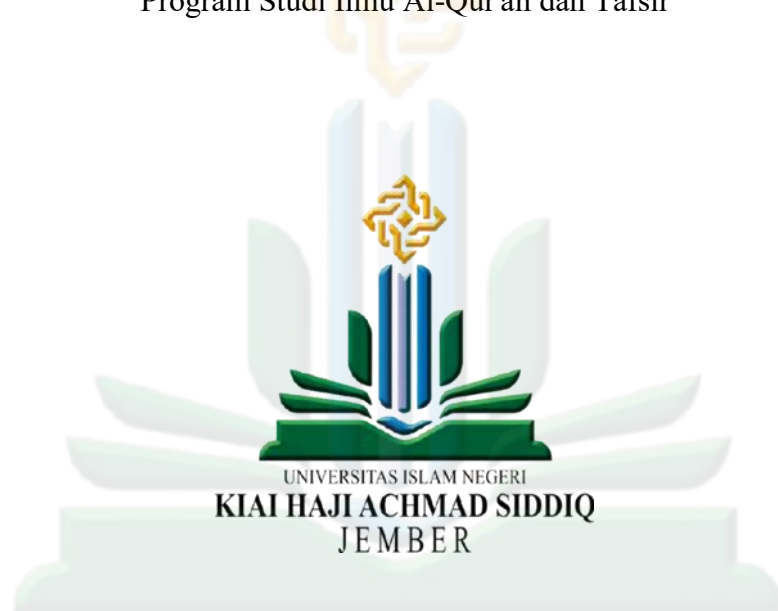 Program Studi Ilmu Al-Qur'an dan Tafsir
UNIVERSITAS ISLAM NEGERI
KIAI HAJI ACHMAD SIDDIQ
JEMBER